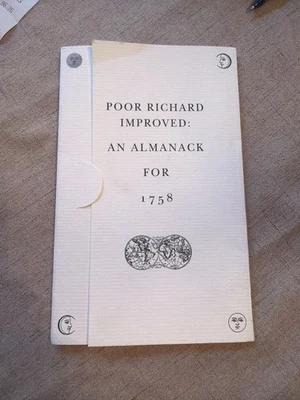 POOR RICHARD
IMPROVED:
AN ALMANACK
FOR
1758